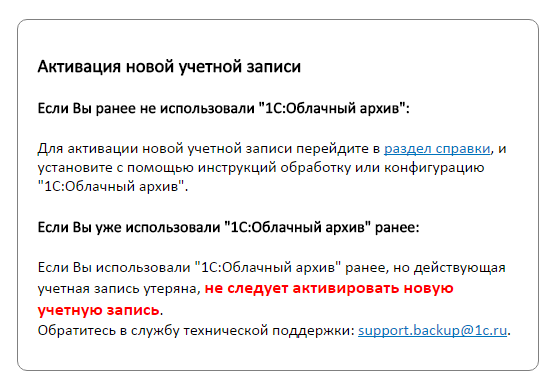 Активация новой учетной записи
Если Вы ранее не использовали "1С:Облачный архив":
Для активации новой учетной записи перейдите в раздел справки, и
установите с помощью инструкций обработку или конфигурацию
"1С:Облачный архив".
Если Вы уже использовали "1С:Облачный архив" ранее:
Если Вы использовали "1С:Облачный архив" ранее, но действующая
учетная запись утеряна, не следует активировать новую
учетную запись.
Обратитесь в службу технической поддержки: support.backup@1c.ru.